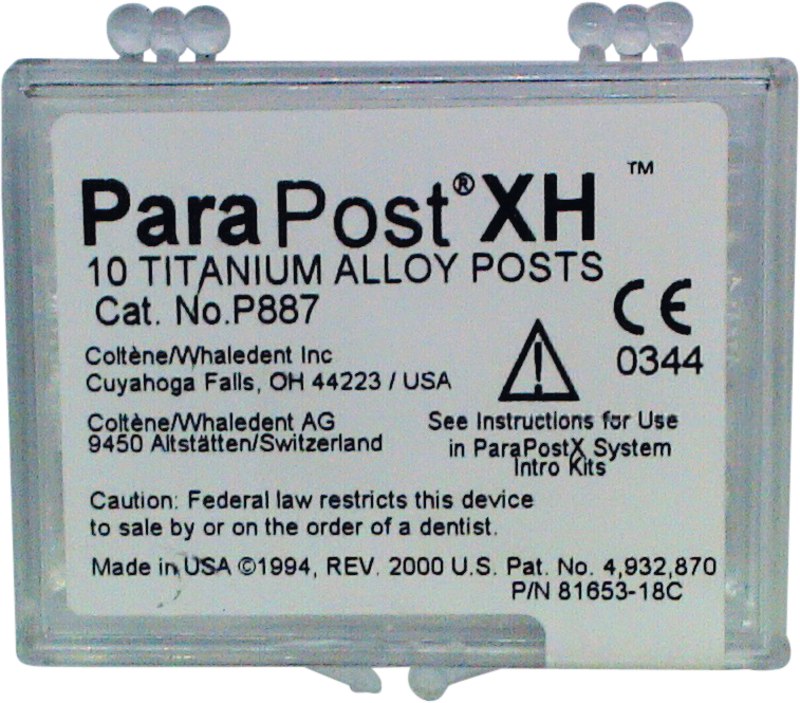 ParaPost® XH ™
10 TITANIUM ALLOY POSTS
Cat. No.P887
CE
0344
Coltène/Whaledent Inc
Cuyahoga Falls, OH 44223 / USA
Coltène/Whaledent AG
9450 Altstätten/Switzerland
!
See Instructions for Use
in ParaPostX System
Intro Kits
Caution: Federal law restricts this device
to sale by or on the order of a dentist.
Made in USA ©1994, REV. 2000 U.S. Pat. No. 4,932,870
P/N 81653-18C